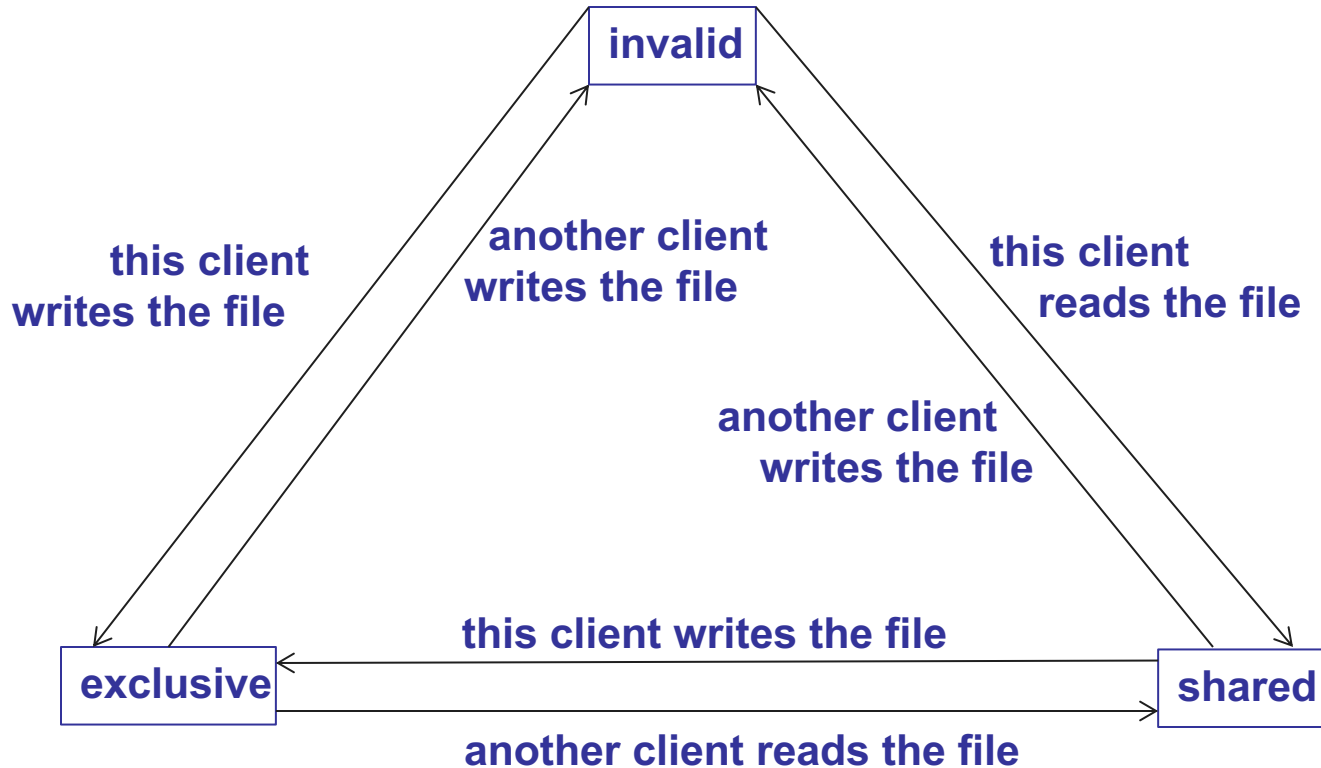 invalid
this client
writes the file
another client
writes the file
this client
reads the file
another client
writes the file
this client writes the file
exclusive
shared
another client reads the file